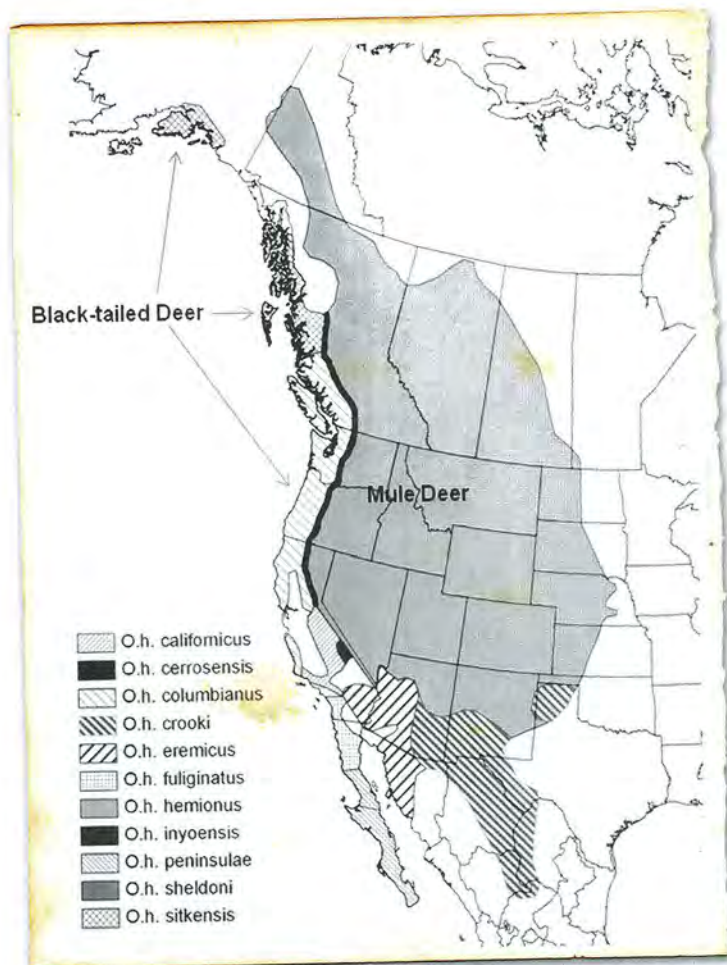 Black-tailed Deer
Mule Deer
O.h. californicus
O.h. cerrosensis
O.h. columbianus
O.h. crooki
O.h. eremicus
O.h. fuliginatus
O.h. hemionus
O.h. inyoensis
O.h. peninsulae
O.h. sheldoni
O.h. sitkensis